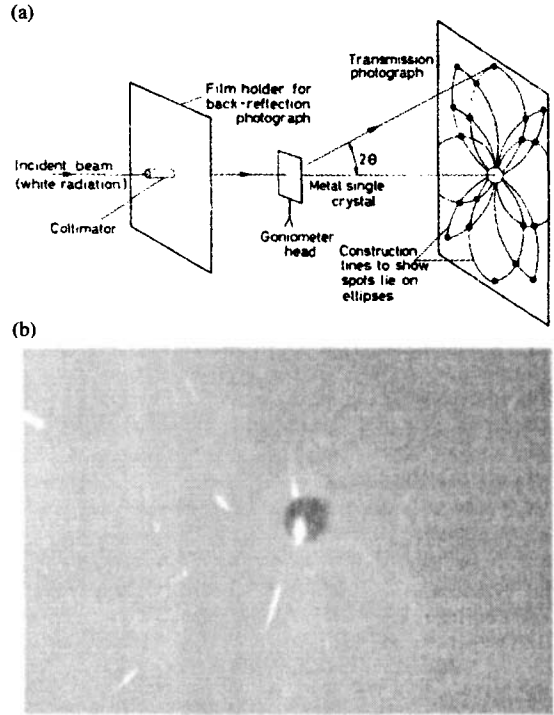 (a)
Film holder for
back-reflection
photograph
Transmission
photograph
Incident beam
(white radiation)
2θ
Metal single
crystal
Collimator
Goniometer
head
Construction
lines to show
spots lie on
ellipses
(b)